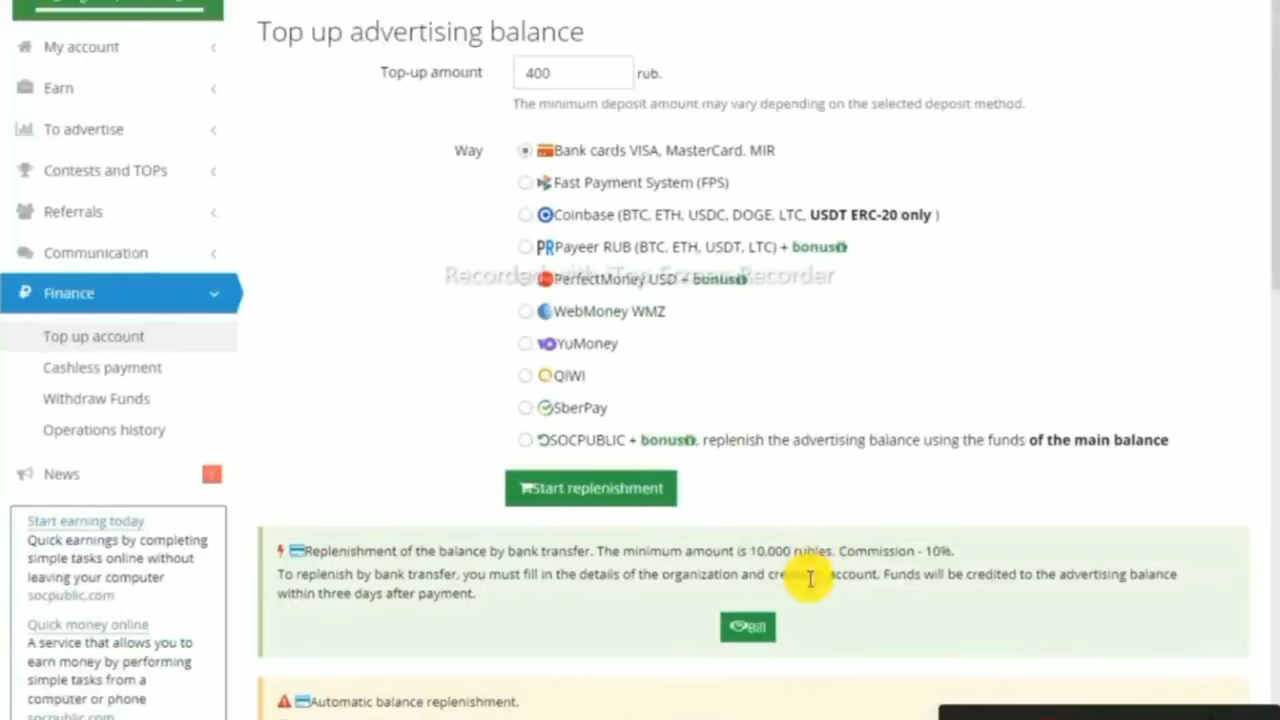 Top up advertising balance
My account
Top-up amount 400 rub.
Earn
The minimum deposit amount may vary depending on the selected deposit method.
To advertise
Way Bank cards VISA, MasterCard. MIR
Contests and TOPs
Fast Payment System (FPS)
Referrals
Coinbase (BTC, ETH, USDC, DOGE, LTC, USDT ERC-20 only )
Communication
Payeer RUB (BTC, ETH, USDT, LTC) + bonus
Recorded with iTop Screen Recorder
PerfectMoney USD + bonus
Finance
WebMoney WMZ
Top up account
YuMoney
Cashless payment
QIWI
Withdraw Funds
SberPay
Operations history
SOCPUBLIC + bonus, replenish the advertising balance using the funds of the main balance
News
Start replenishment
Start earning today
Quick earnings by completing
simple tasks online without
leaving your computer
socpublic.com
Replenishment of the balance by bank transfer. The minimum amount is 10,000 rubles. Commission - 10%.
To replenish by bank transfer, you must fill in the details of the organization and account. Funds will be credited to the advertising balance
within three days after payment.
Bill
Quick money online
A service that allows you to
earn money by performing
simple tasks from a
computer or phone
socpublic.com
Automatic balance replenishment.